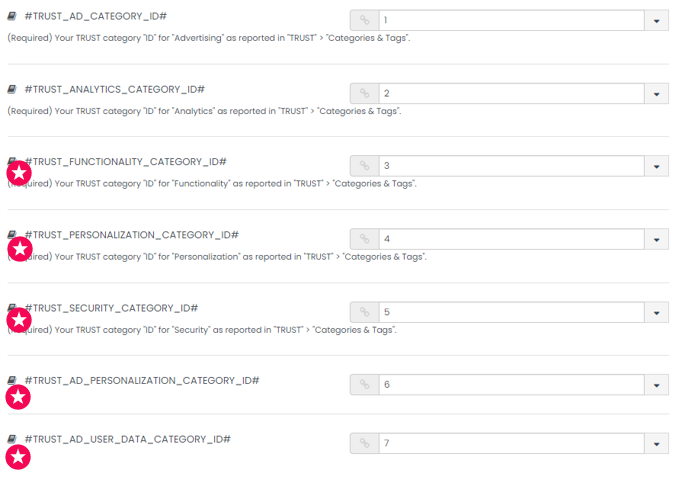 #TRUST_AD_CATEGORY_ID# 1
(Required) Your TRUST category "ID" for "Advertising" as reported in "TRUST" > "Categories & Tags".
#TRUST_ANALYTICS_CATEGORY_ID# 2
(Required) Your TRUST category "ID" for "Analytics" as reported in "TRUST" > "Categories & Tags".
#TRUST_FUNCTIONALITY_CATEGORY_ID# 3
Your TRUST category "ID" for "Functionality" as reported in "TRUST" > "Categories & Tags".
#TRUST_PERSONALIZATION_CATEGORY_ID# 4
Your TRUST category "ID" for "Personalization" as reported in "TRUST" > "Categories & Tags".
#TRUST_SECURITY_CATEGORY_ID# 5
Your TRUST category "ID" for "Security" as reported in "TRUST" > "Categories & Tags".
#TRUST_AD_PERSONALIZATION_CATEGORY_ID# 6
#TRUST_AD_USER_DATA_CATEGORY_ID# 7